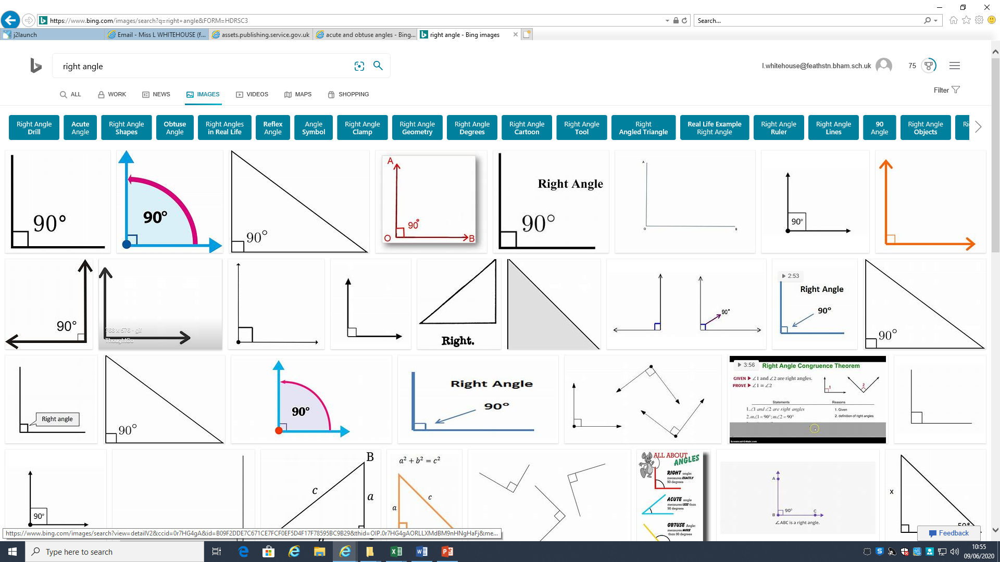 https://www.bing.com/images/search?q=right+angle&FORM=HDRSC3
Search...
j2launch
Email - Miss L WHITEHOUSE (f...
assets.publishing.service.gov.uk
acute and obtuse angles - Bing...
right angle - Bing images
right angle
l.whitehouse@feathstn.bham.sch.uk
75
ALL
WORK
NEWS
IMAGES
VIDEOS
MAPS
SHOPPING
Filter
Right Angle Drill
Acute Angle
Right Angle Shapes
Obtuse Angle
Right Angles in Real Life
Reflex Angle
Angle Symbol
Right Angle Clamp
Right Angle Geometry
Right Angle Degrees
Right Angle Cartoon
Right Angle Tool
Right Angled Triangle
Real Life Example Right Angle
Right Angle Ruler
Right Angle Lines
90 Angle
Right Angle Objects
90°
90°
90°
A
90°
O
B
Right Angle
90°
A
O
B
90°
90°
768 x 576 · gif
ThoughtCo
Right.
90°
2:53
Right Angle
90°
90°
Right angle
90°
90°
Right Angle
90°
3:56
Right Angle Congruence Theorem
GIVEN ∠1 and ∠2 are right angles.
PROVE ∠1 ≅ ∠2
1
2
Statements
Reasons
1.∠1 and ∠2 are right angles
1. Given
2.m∠1 = 90°; m∠2 = 90°
2. definition of right angles
Screencast-O-Matic.com
90°
B
c
a
a² + b² = c²
a
c
ALL ABOUT ANGLES
RIGHT angle:
measures EXACTLY
90 degrees
ACUTE angle
measures LESS than
90 degrees
OBTUSE Angle:
measures MORE
than 90 degrees
A
90°
B
C
∠ABC is a right angle.
x
https://www.bing.com/images/search?view=detailV2&ccid=0r7HG4gA&id=B09F2DDE7C671CE7FCF0EF5D4F17F78595BC9B29&thid=OIP.0r7HG4gAORLLXMdBM9nHNgHaFj&me...
Feedback
Type here to search
10:55
09/06/2020